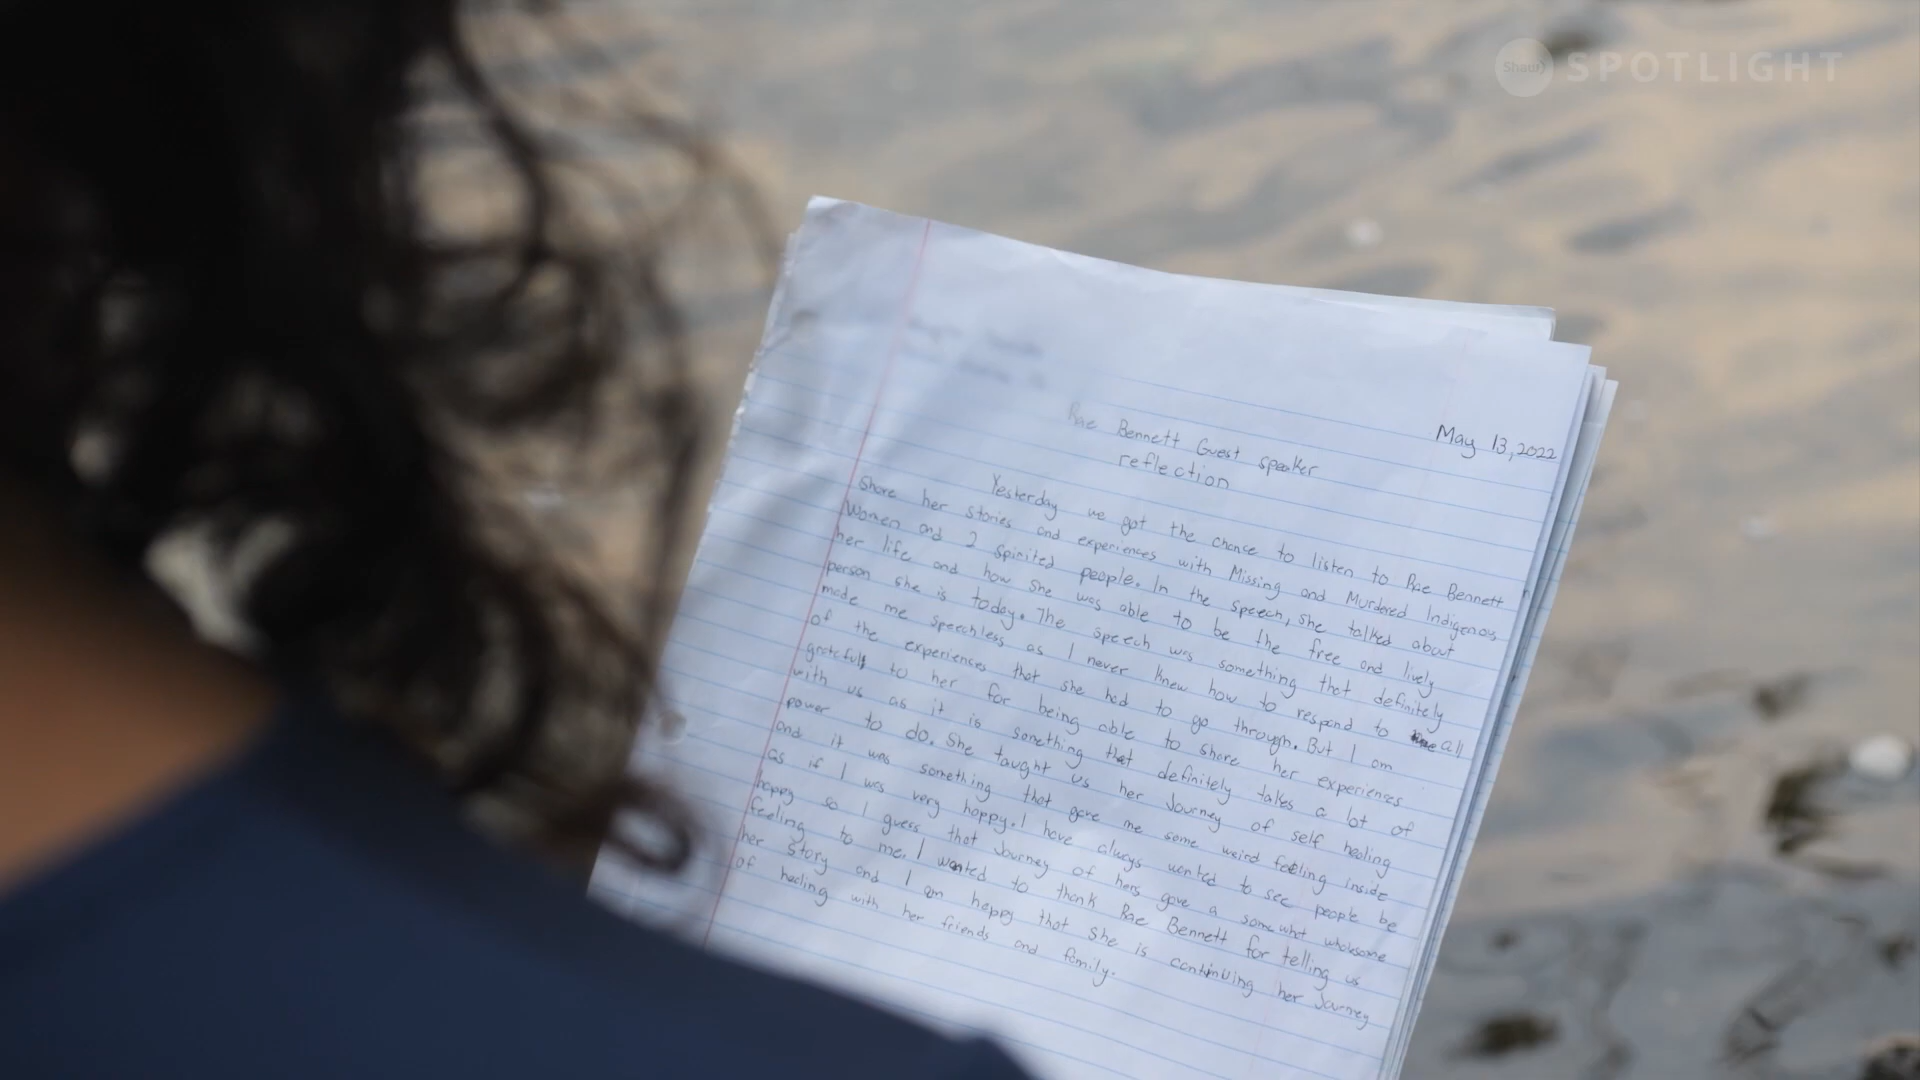 Shaw) SPOTLIGHT
May 13, 2022
Rae Bennett Guest speaker
reflection
Yesterday we got the chance to listen to Rae Bennett
Share her stories and experiences with Missing and Murdered Indigenous
Women and 2 spirited people. In the speech, she talked about
her life and how she was able to be the free and lively
person she is today. The speech was something that definitely
made me speechless as I never knew how to respond to all
of the experiences that she had to go through. But I am
gratefull to her for being able to share her experiences
with us as it is something that definitely takes a lot of
power to do. She taught us her Journey of self healing
and it was something that gave me some weird feeling inside
as if I was very happy. I have always wanted to see people be
happy so I guess that Journey of hers gave a somewhat wholesome
feeling to me. I wanted to thank Rae Bennett for telling us
her story and I am happy that she is continuing her Journey
of healing with her friends and family.